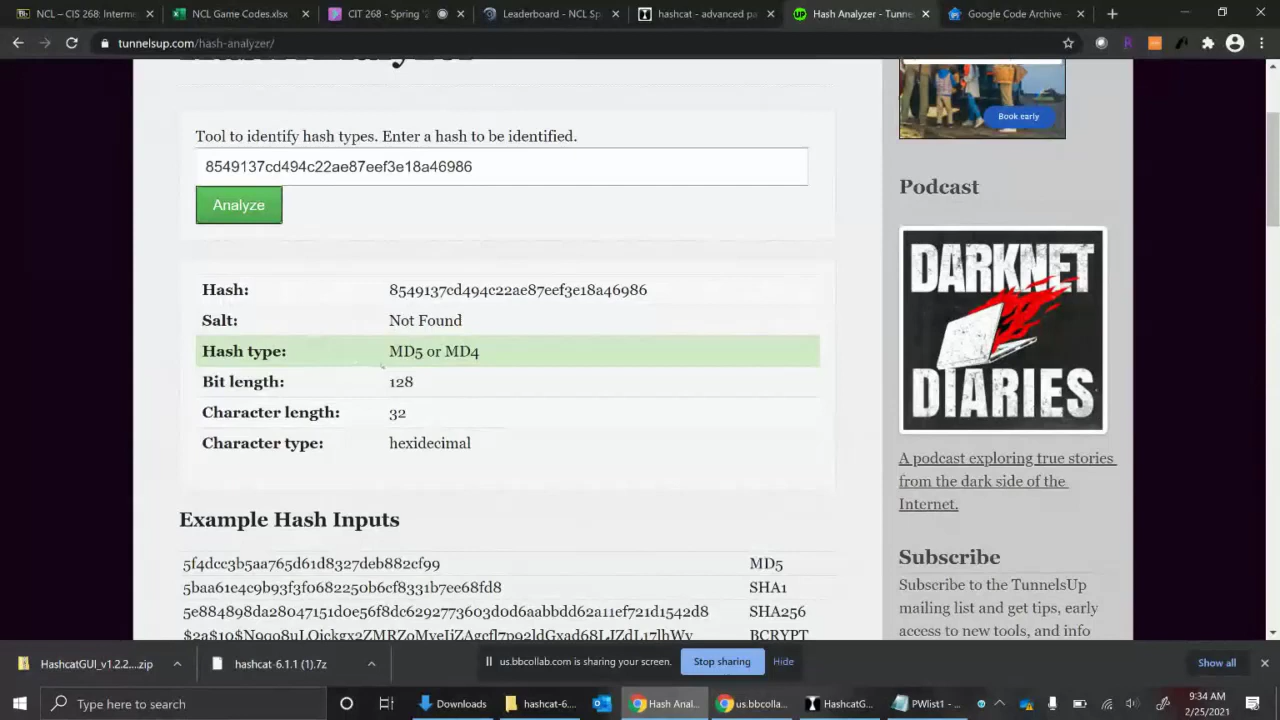 NL – CIS 268: Intern
NCL Game Codes.xlsx
CIT 268 - Spring '
Leaderboard - NCL Sp
hashcat - advanced pa
Hash Analyzer - Tunne
Google Code Archive
tunnelsup.com/hash-analyzer/
Book early
Tool to identify hash types. Enter a hash to be identified.
8549137cd494c22ae87eef3e18a46986
Analyze
Hash: 8549137cd494c22ae87eef3e18a46986
Salt: Not Found
Hash type: MD5 or MD4
Bit length: 128
Character length: 32
Character type: hexidecimal
Example Hash Inputs
5f4dcc3b5aa765d61d8327deb882cf99 MD5
5baa61e4c9b93f3f0682250b6cf8331b7ee68fd8 SHA1
5e884898da28047151d0e56f8dc6292773603d0d6aabbdd62a11ef721d1542d8 SHA256
BCRYPT
Podcast
DARKNET
DIARIES
A podcast exploring true stories
from the dark side of the
Internet.
Subscribe
Subscribe to the TunnelsUp
mailing list and get tips, early
access to new tools, and info
HashcatGUI_v1.2.2....zip
hashcat-6.1.1 (1).7z
us.bbcollab.com is sharing your screen.
Stop sharing
Hide
Show all
Type here to search
Downloads
hashcat-6....
Hash Anal...
us.bbcolla...
HashcatG...
PWlist1 -
9:34 AM
2/25/2021